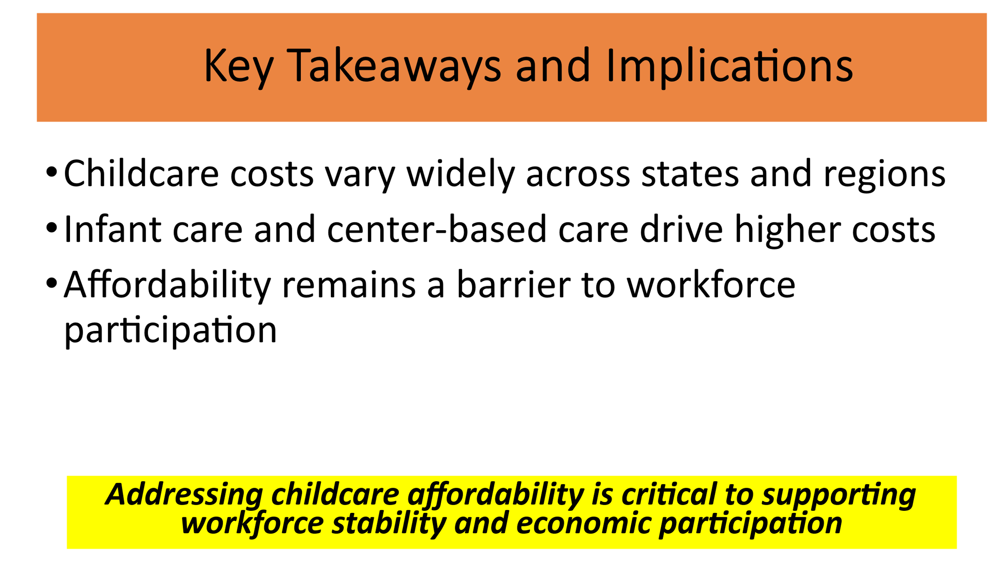 Key Takeaways and Implications
•Childcare costs vary widely across states and regions
•Infant care and center-based care drive higher costs
•Affordability remains a barrier to workforce
participation
Addressing childcare affordability is critical to supporting
workforce stability and economic participation